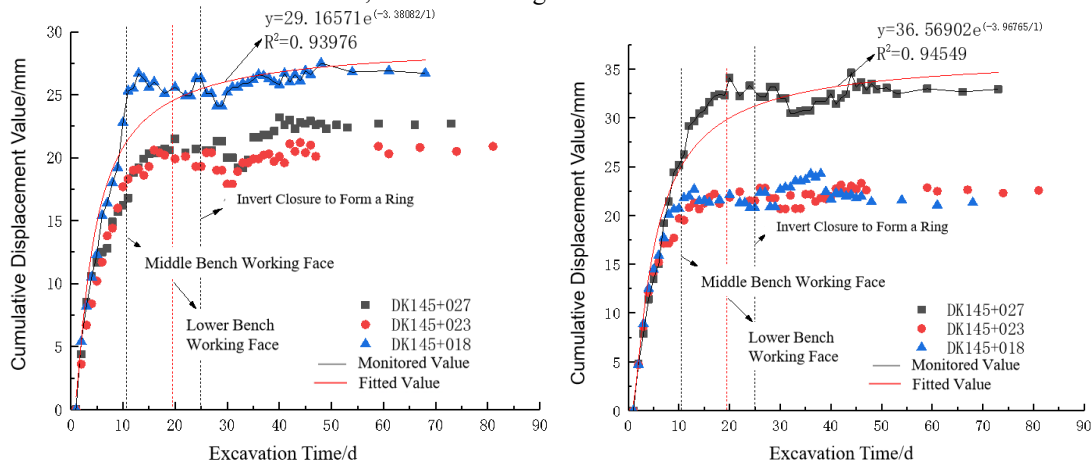 y=29.16571e^(-3.38082/1)
R²=0.93976
Cumulative Displacement Value/mm
30
25
20
15
10
5
0
Invert Closure to Form a Ring
Middle Bench Working Face
Lower Bench
Working Face
DK145+027
DK145+023
DK145+018
Monitored Value
Fitted Value
0 10 20 30 40 50 60 70 80 90
Excavation Time/d
y=36.56902e^(-3.96765/1)
R²=0.94549
Cumulative Displacement Value/mm
40
35
30
25
20
15
10
5
0
Invert Closure to Form a Ring
Middle Bench Working Face
Lower Bench
Working Face
DK145+027
DK145+023
DK145+018
Monitored Value
Fitted Value
0 10 20 30 40 50 60 70 80 90
Excavation Time/d